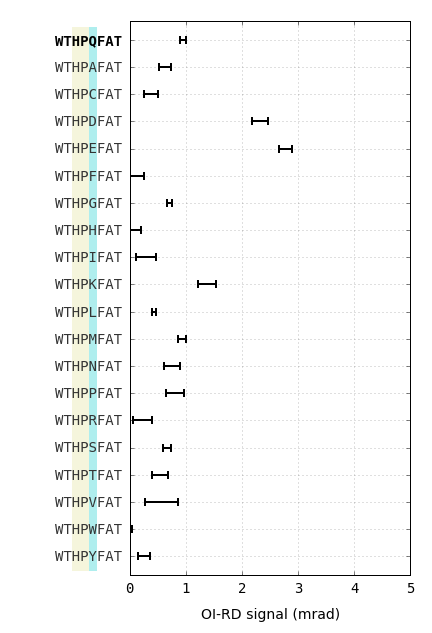 WTHPQFAT
WTHPAFAT
WTHPCFAT
WTHPDFAT
WTHPEFAT
WTHPFFAT
WTHPGFAT
WTHPHFAT
WTHPIFAT
WTHPKFAT
WTHPLFAT
WTHPMFAT
WTHPNFAT
WTHPPFAT
WTHPRFAT
WTHPSFAT
WTHPTFAT
WTHPVFAT
WTHPWFAT
WTHPYFAT
0 1 2 3 4 5
OI-RD signal (mrad)